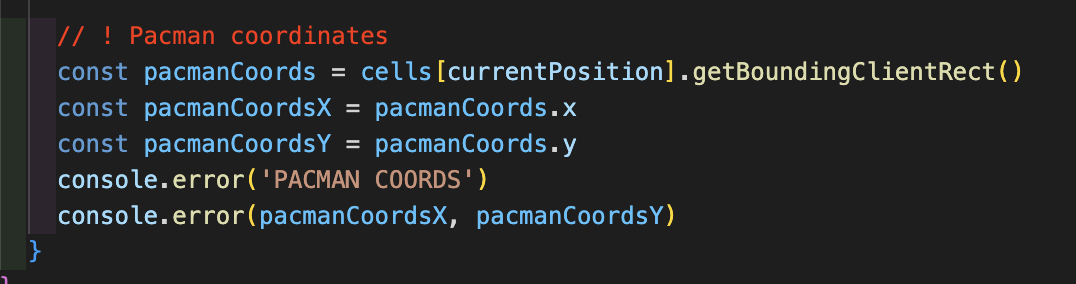 // ! Pacman coordinates
const pacmanCoords = cells[currentPosition].getBoundingClientRect()
const pacmanCoordsX = pacmanCoords.x
const pacmanCoordsY = pacmanCoords.y
console.error('PACMAN COORDS')
console.error(pacmanCoordsX, pacmanCoordsY)
}
}